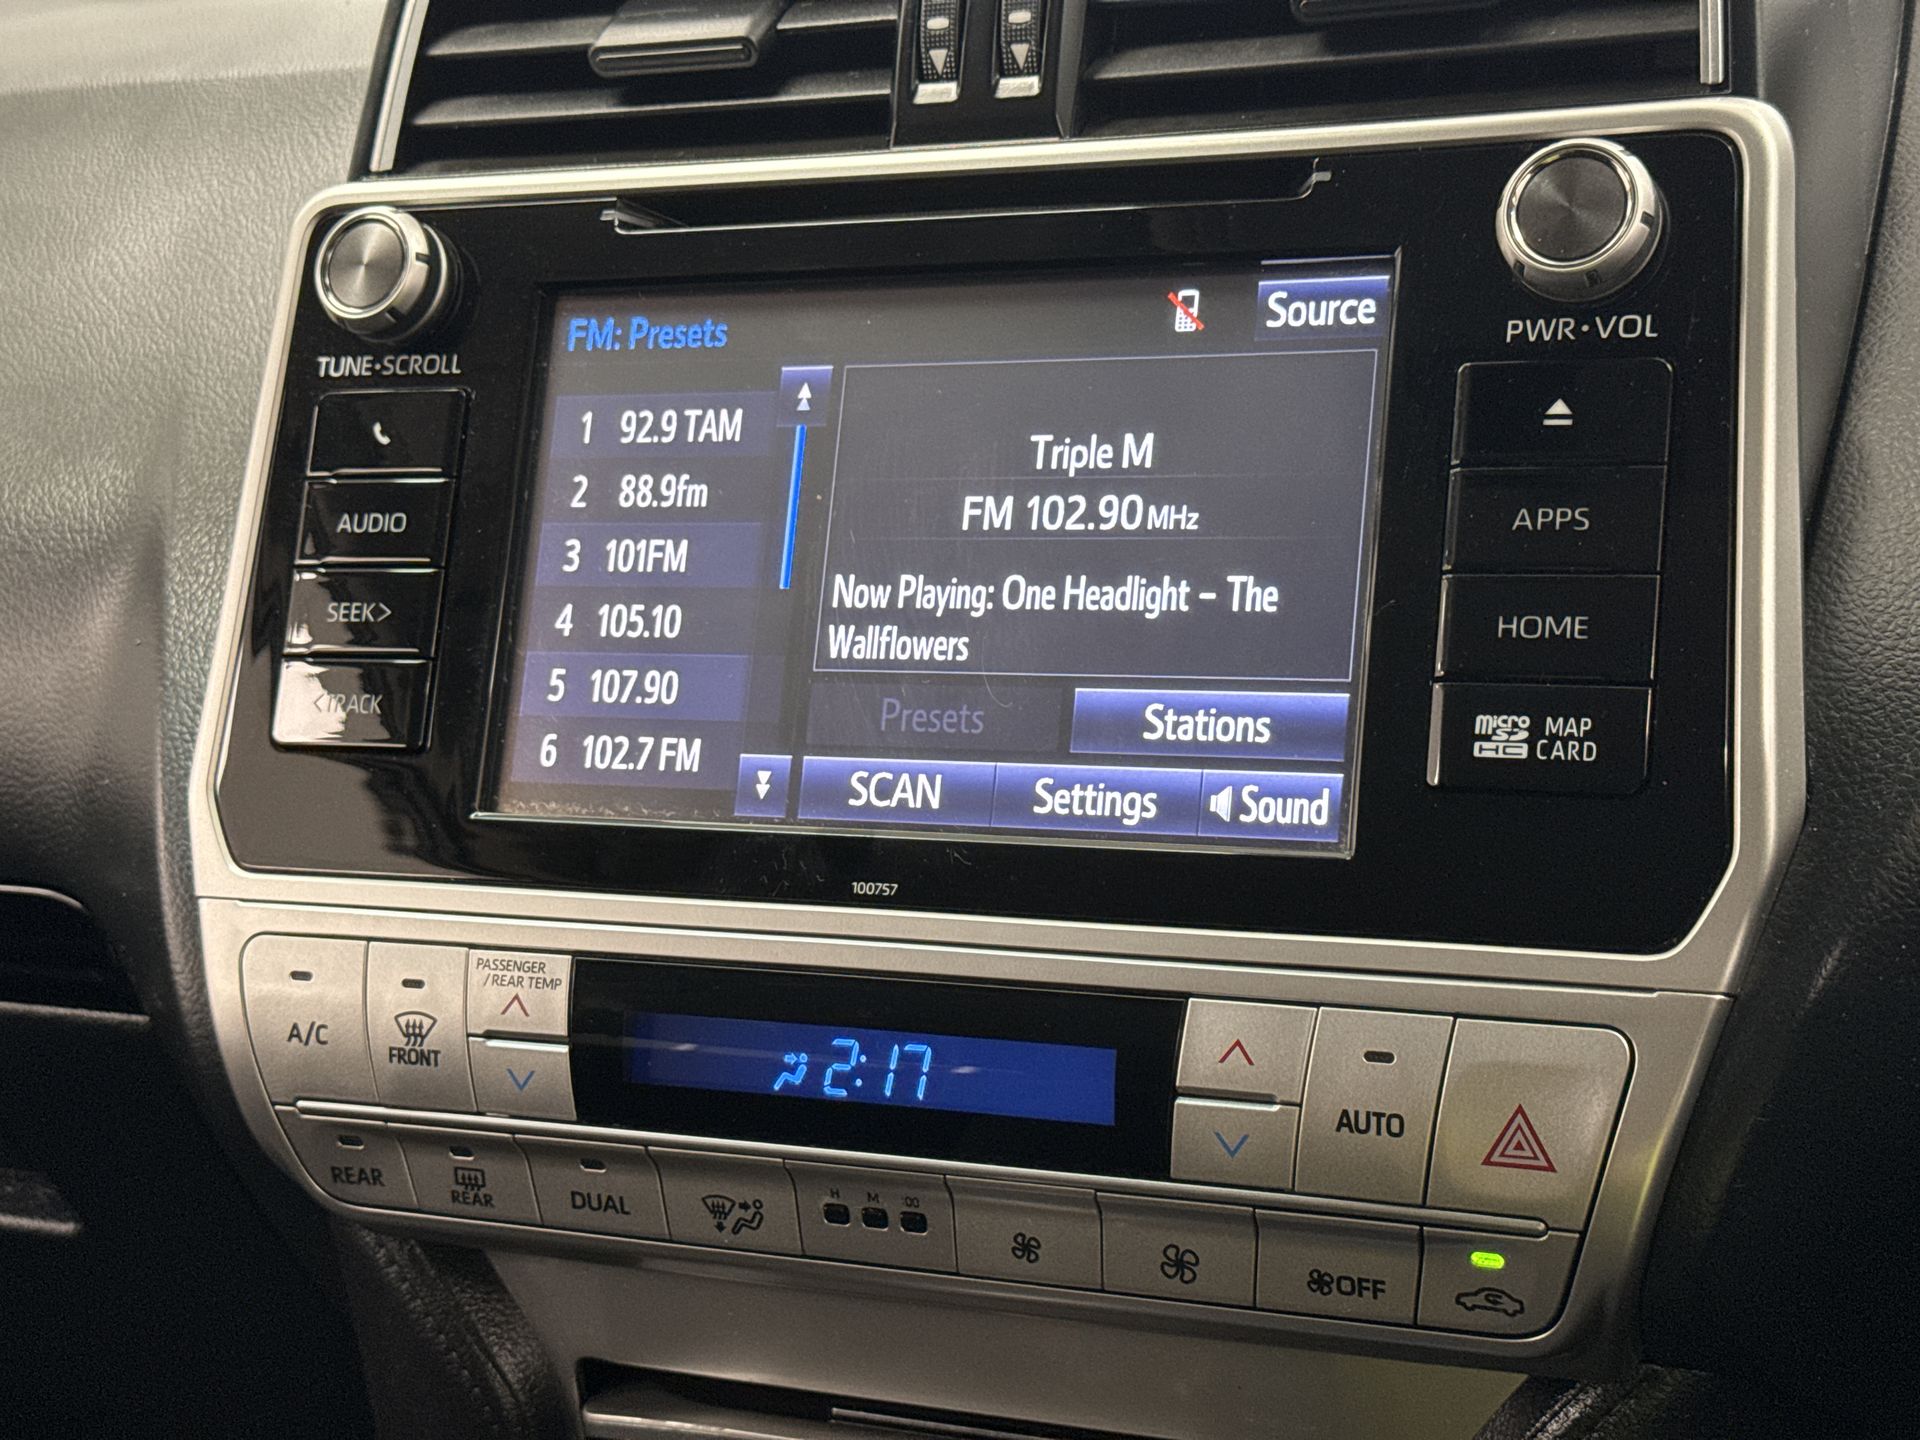 PWR•VOL
TUNE•SCROLL
AUDIO
SEEK>
<TRACK
FM: Presets
Source
1 92.9 TAM
2 88.9fm
3 101FM
4 105.10
5 107.90
6 102.7 FM
Triple M
FM 102.90 MHz
Now Playing: One Headlight – The
Wallflowers
Presets
Stations
SCAN
Settings
Sound
APPS
HOME
micro SD HC MAP CARD
100757
A/C
FRONT
PASSENGER
/REAR TEMP
2:17
AUTO
REAR
REAR
DUAL
H M :00
OFF